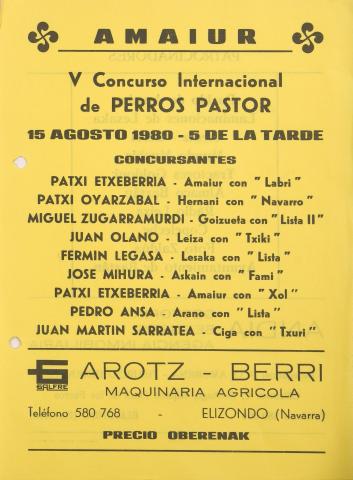 AMAIUR
V Concurso Internacional
de PERROS PASTOR
15 AGOSTO 1980 - 5 DE LA TARDE
CONCURSANTES
PATXI ETXEBERRIA - Amaiur con "Labri"
PATXI OYARZABAL - Hernani con "Navarro"
MIGUEL ZUGARRAMURDI - Goizueta con "Lista II"
JUAN OLANO - Leiza con "Txiki"
FERMIN LEGASA - Lesaka con "Lista"
JOSE MIHURA - Askain con "Fami"
PATXI ETXEBERRIA - Amaiur con "Xol"
PEDRO ANSA - Arano con "Lista"
JUAN MARTIN SARRATEA - Ciga con "Txuri"
SALFRE
AROTZ - BERRI
MAQUINARIA AGRICOLA
Teléfono 580 768 - ELIZONDO (Navarra)
PRECIO OBERENAK